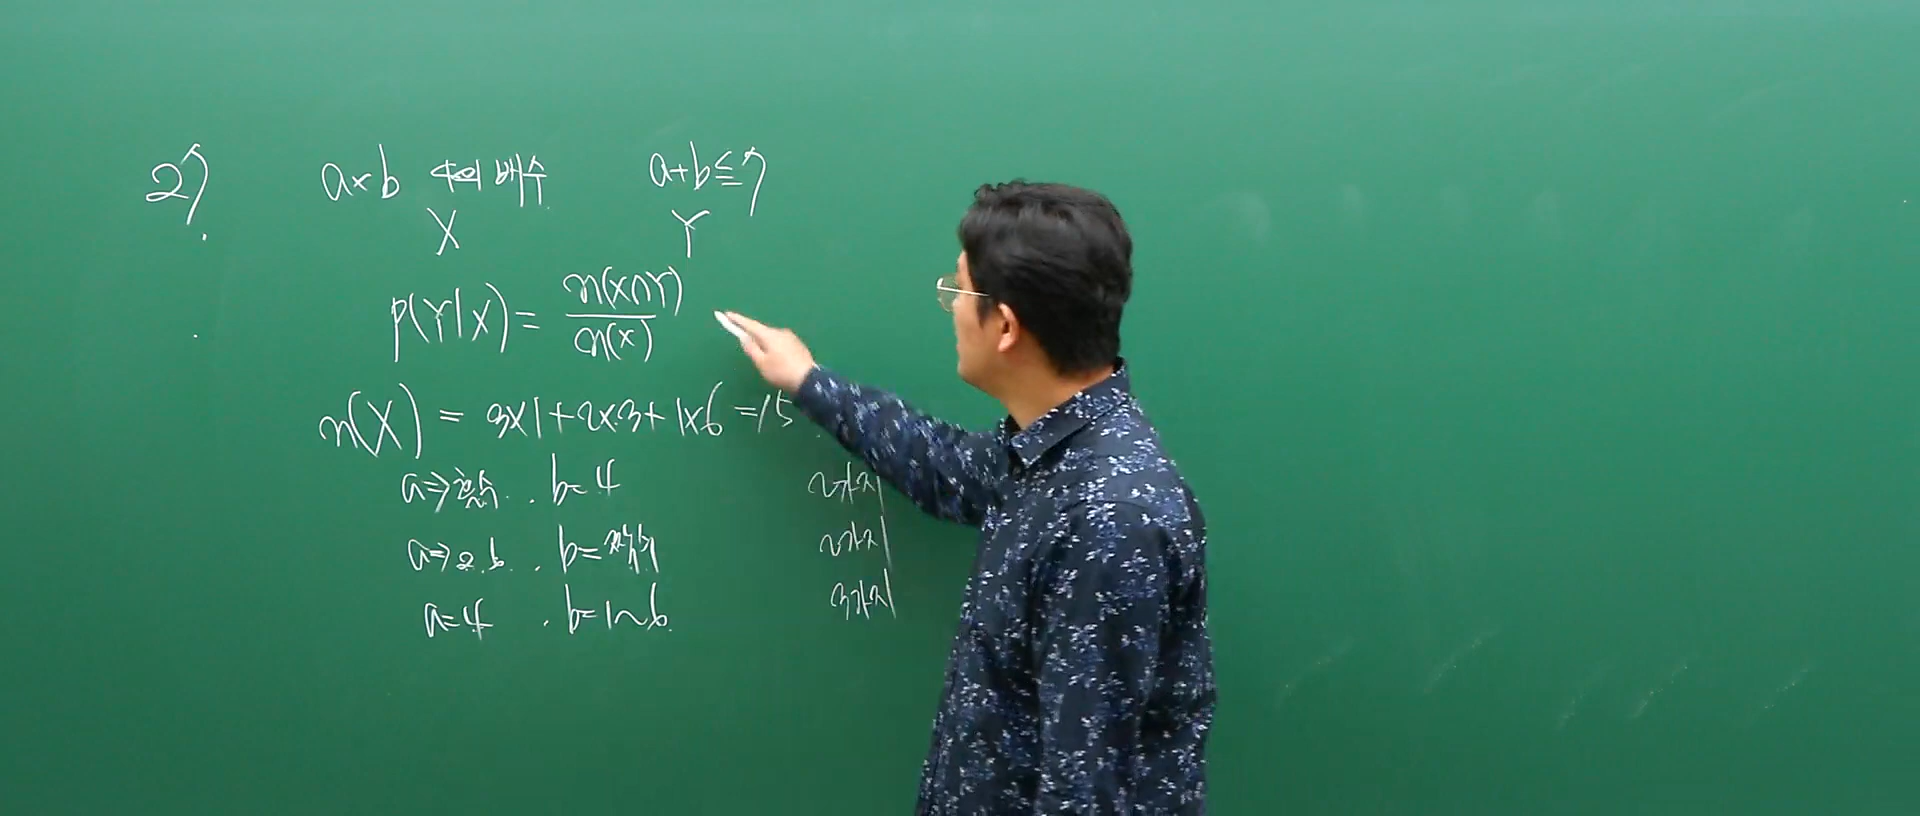 27.
a×b 4의 배수 a+b≤7
X Y
P(Y|X) = n(X∩Y) / n(X)
n(X) = 3×1+2×3+1×6 =15
a⇒홀수. b=4 2가지
a⇒2.6. b=짝수 2가지
a=4 . b=1~6. 3가지